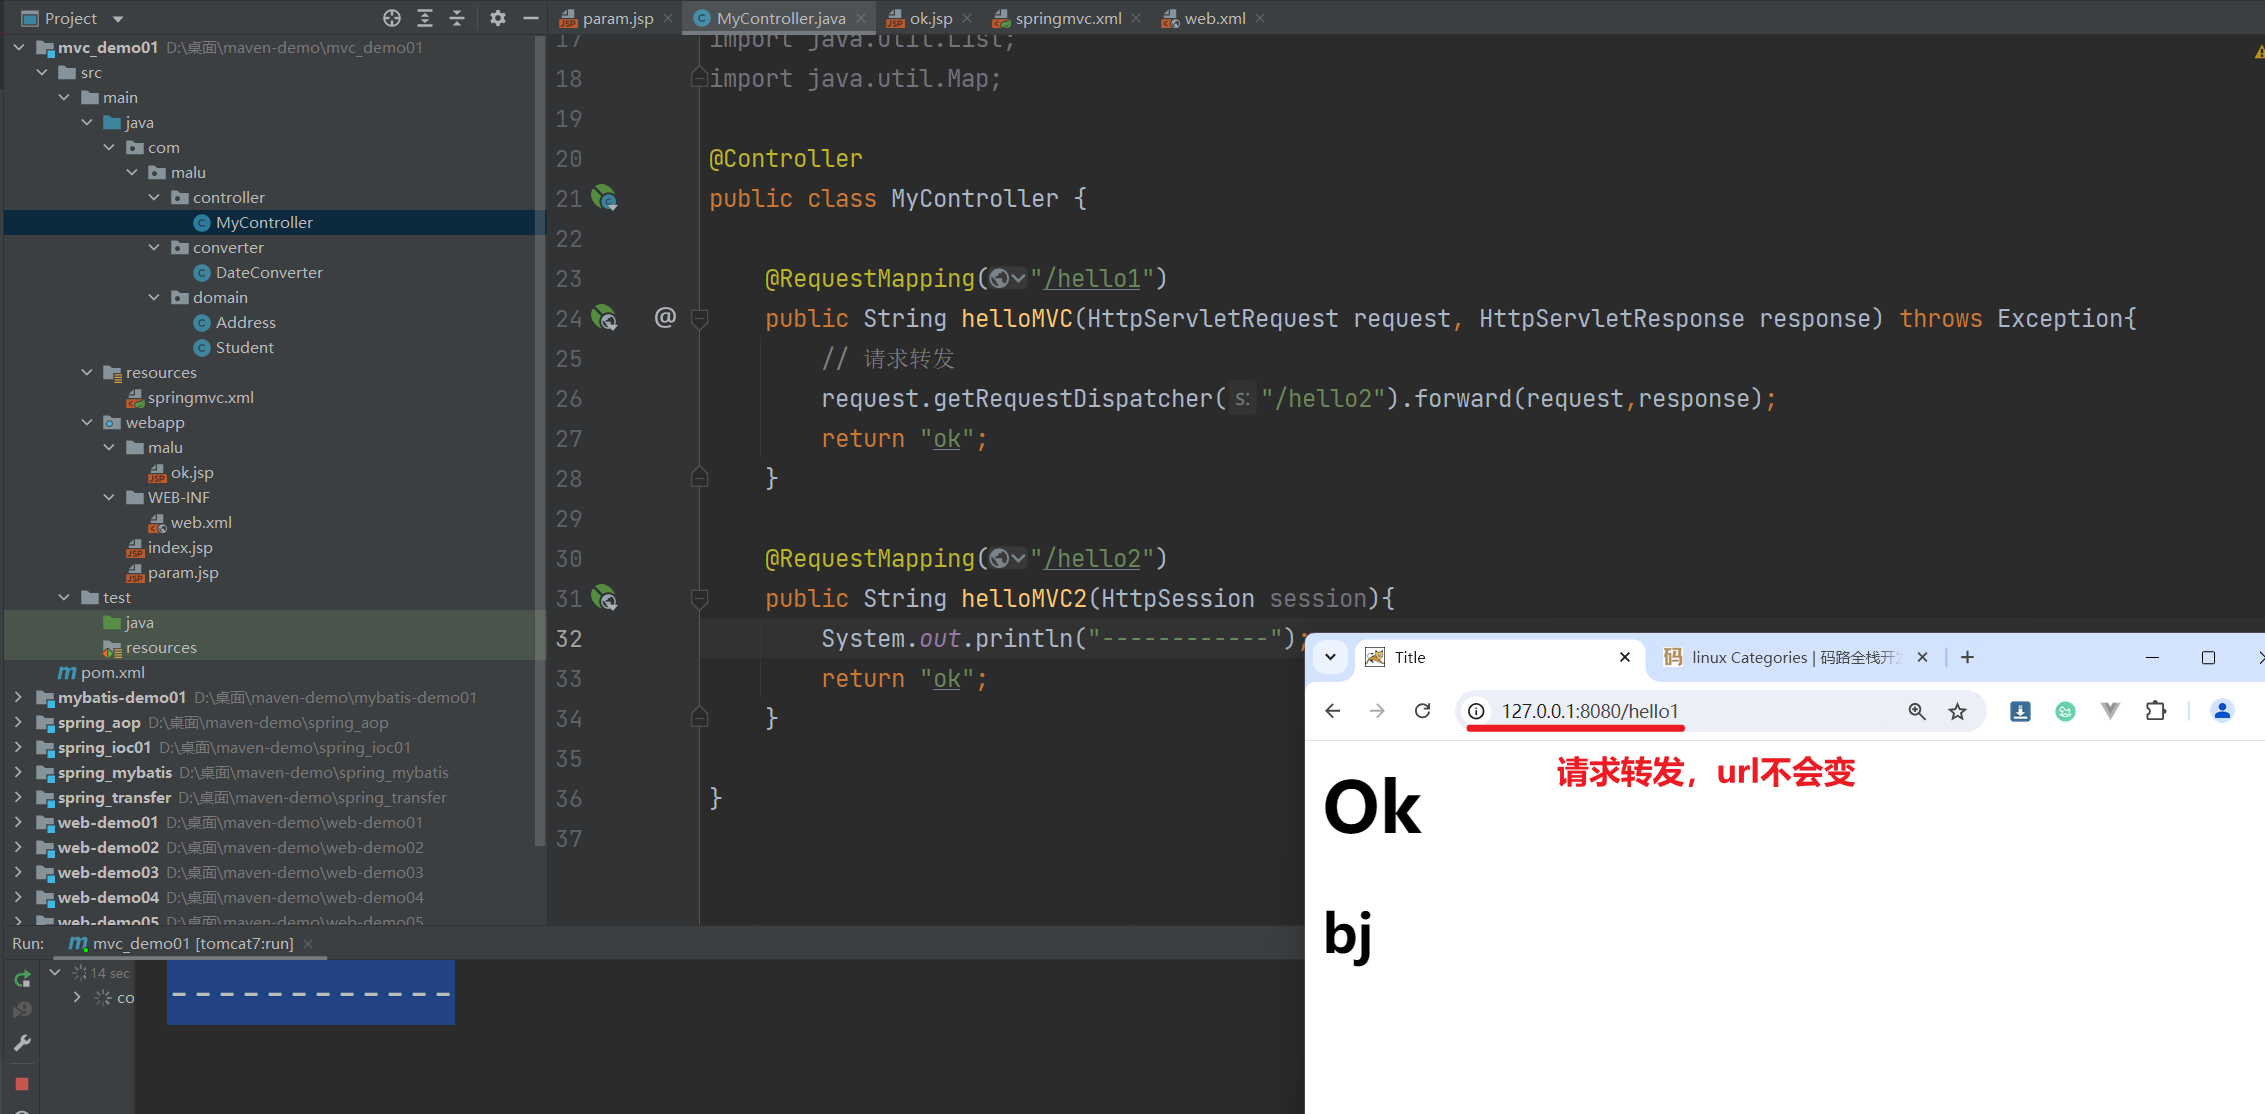 Project
mvc_demo01 D:\桌面\maven-demo\mvc_demo01
src
main
java
com
malu
controller
MyController
converter
DateConverter
domain
Address
Student
resources
springmvc.xml
webapp
malu
ok.jsp
WEB-INF
web.xml
index.jsp
param.jsp
test
java
resources
pom.xml
mybatis-demo01 D:\桌面\maven-demo\mybatis-demo01
spring_aop D:\桌面\maven-demo\spring_aop
spring_ioc01 D:\桌面\maven-demo\spring_ioc01
spring_mybatis D:\桌面\maven-demo\spring_mybatis
spring_transfer D:\桌面\maven-demo\spring_transfer
web-demo01 D:\桌面\maven-demo\web-demo01
web-demo02 D:\桌面\maven-demo\web-demo02
web-demo03 D:\桌面\maven-demo\web-demo03
web-demo04 D:\桌面\maven-demo\web-demo04
web-demo05 D:\桌面\maven-demo\web-demo05
param.jsp MyController.java ok.jsp springmvc.xml web.xml
17 import java.util.List;
18 import java.util.Map;
19
20 @Controller
21 public class MyController {
22
23 @RequestMapping("/hello1")
24 @ public String helloMVC(HttpServletRequest request, HttpServletResponse response) throws Exception{
25 // 请求转发
26 request.getRequestDispatcher( s: "/hello2").forward(request,response);
27 return "ok";
28 }
29
30 @RequestMapping("/hello2")
31 public String helloMVC2(HttpSession session){
32 System.out.println("------------");
33 return "ok";
34 }
35
36 }
37
Run: mvc_demo01 [tomcat7:run]
14 sec
co
------------
Title linux Categories | 码路全栈开
127.0.0.1:8080/hello1
请求转发，url不会变
Ok
bj